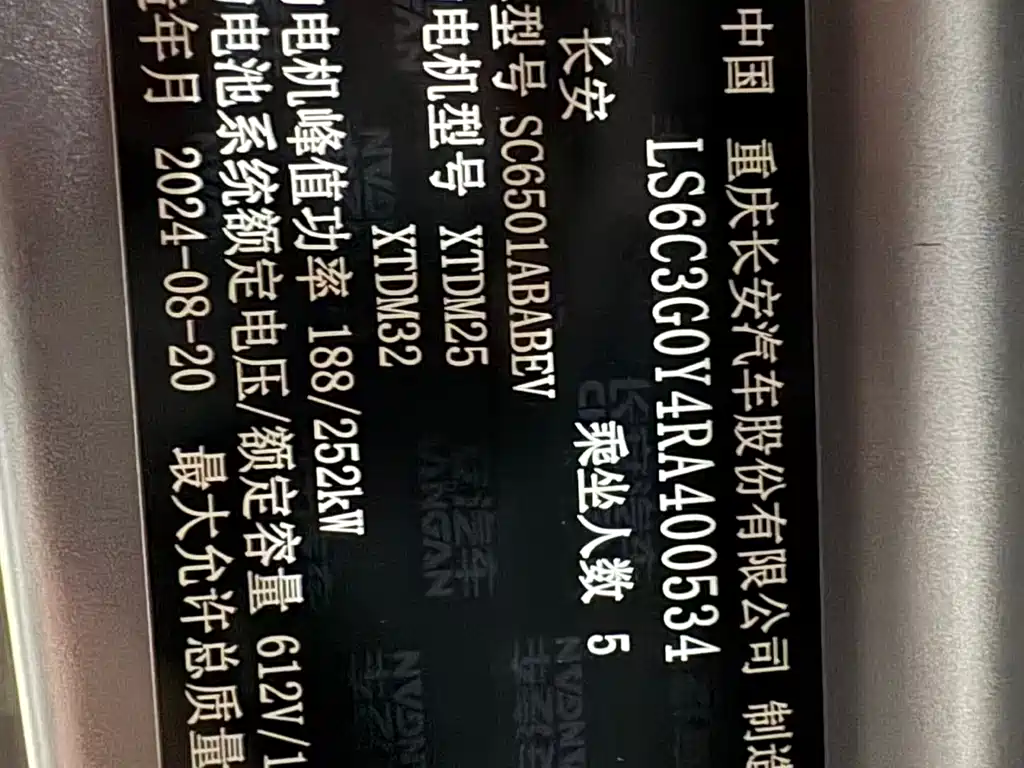 中国 重庆长安汽车股份有限公司 制造
LS6C3G0Y4RA400534
长安 乘坐人数 5
型号 SC6501ABABEV
电机型号 XTDM25
XTDM32
电机峰值功率 188/252kW
电池系统额定电压/额定容量 612V/1
年月 2024-08-20 最大允许总质量